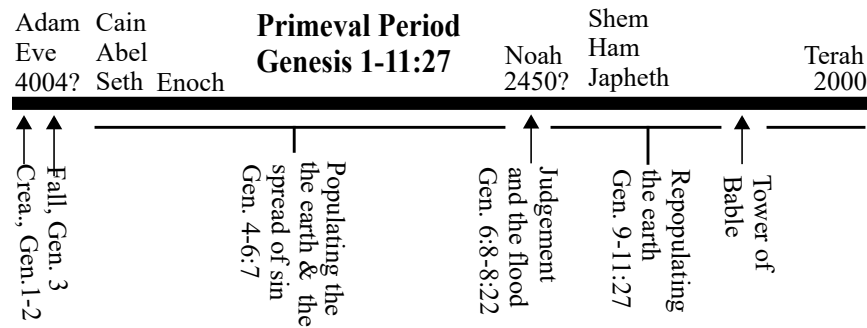 Adam
Eve
4004?
Cain
Abel
Seth
Enoch
Primeval Period
Genesis 1-11:27
Noah
2450?
Shem
Ham
Japheth
Terah
2000
Crea., Gen.1-2
Fall, Gen. 3
Populating the
the earth & the
spread of sin
Gen. 4-6:7
Judgement
and the flood
Gen. 6:8-8:22
Repopulating
the earth
Gen. 9-11:27
Tower of
Bable